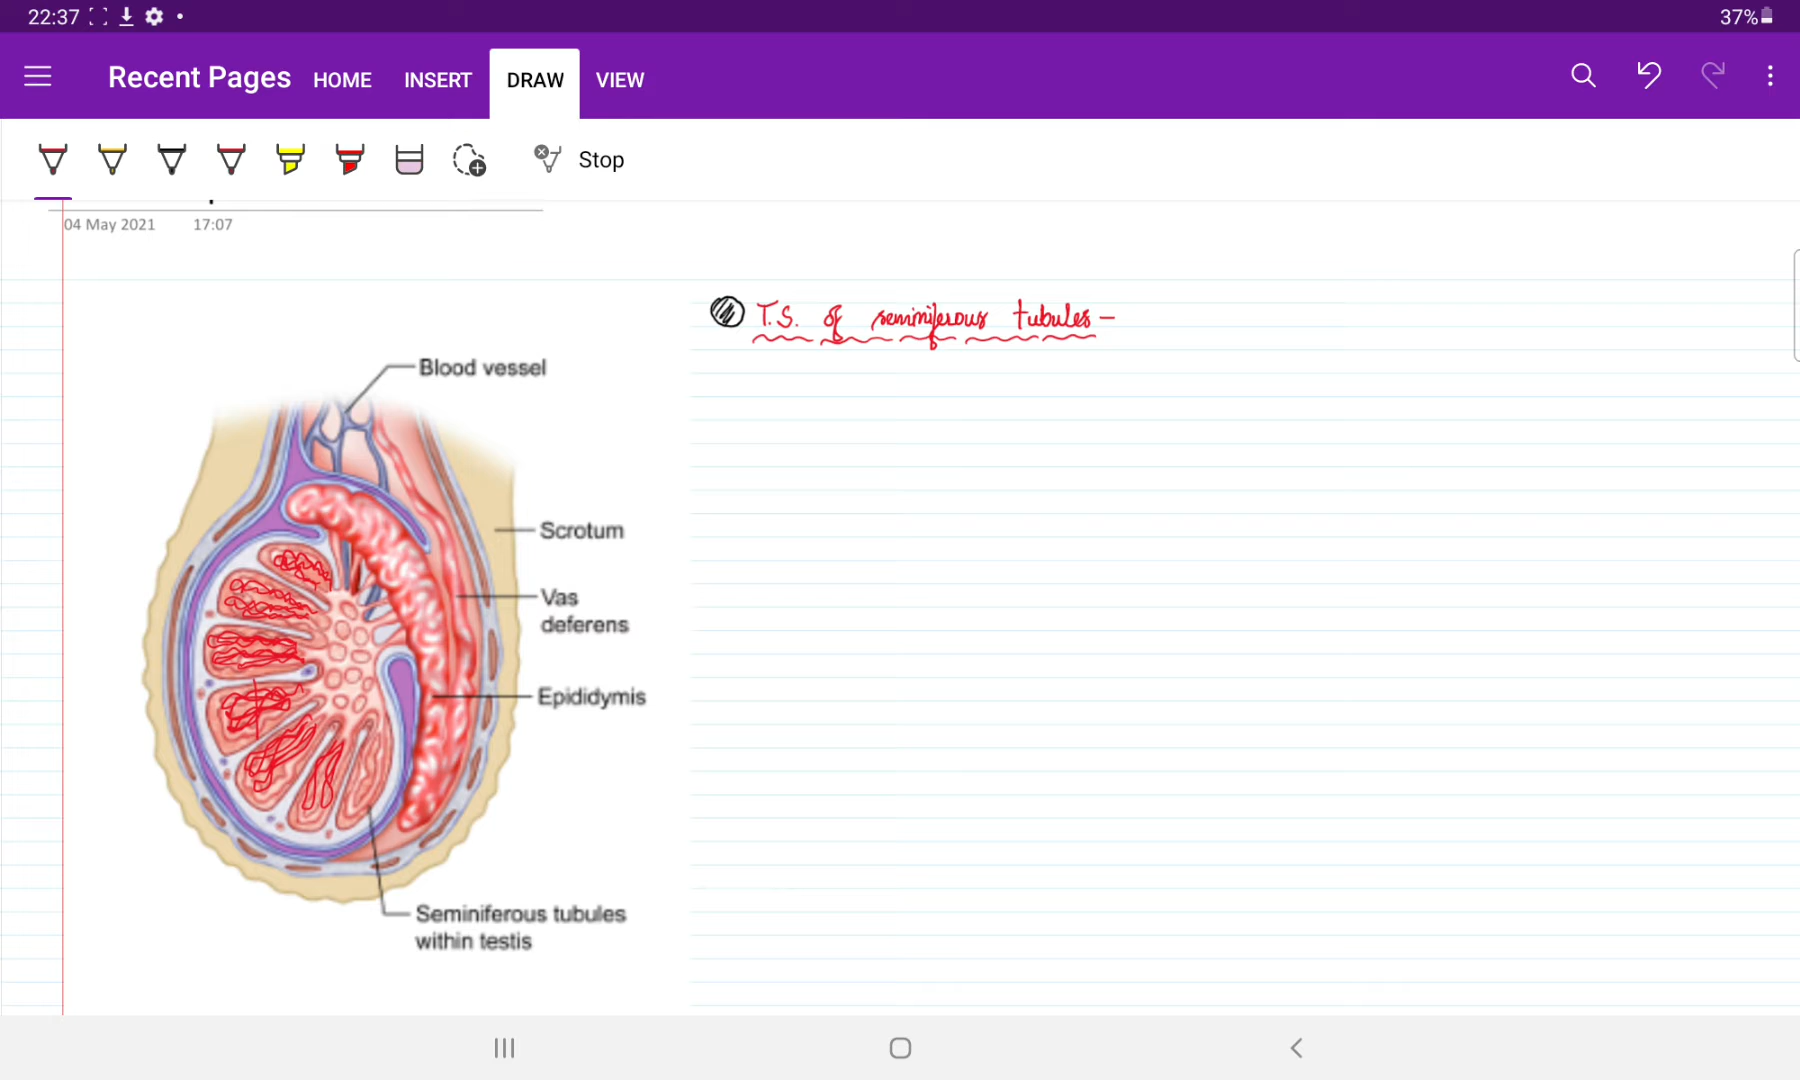 22:37
37%
Recent Pages HOME INSERT DRAW VIEW
Stop
04 May 2021 17:07
T.S. of seminiferous tubules -
Blood vessel
Scrotum
Vas
deferens
Epididymis
Seminiferous tubules
within testis